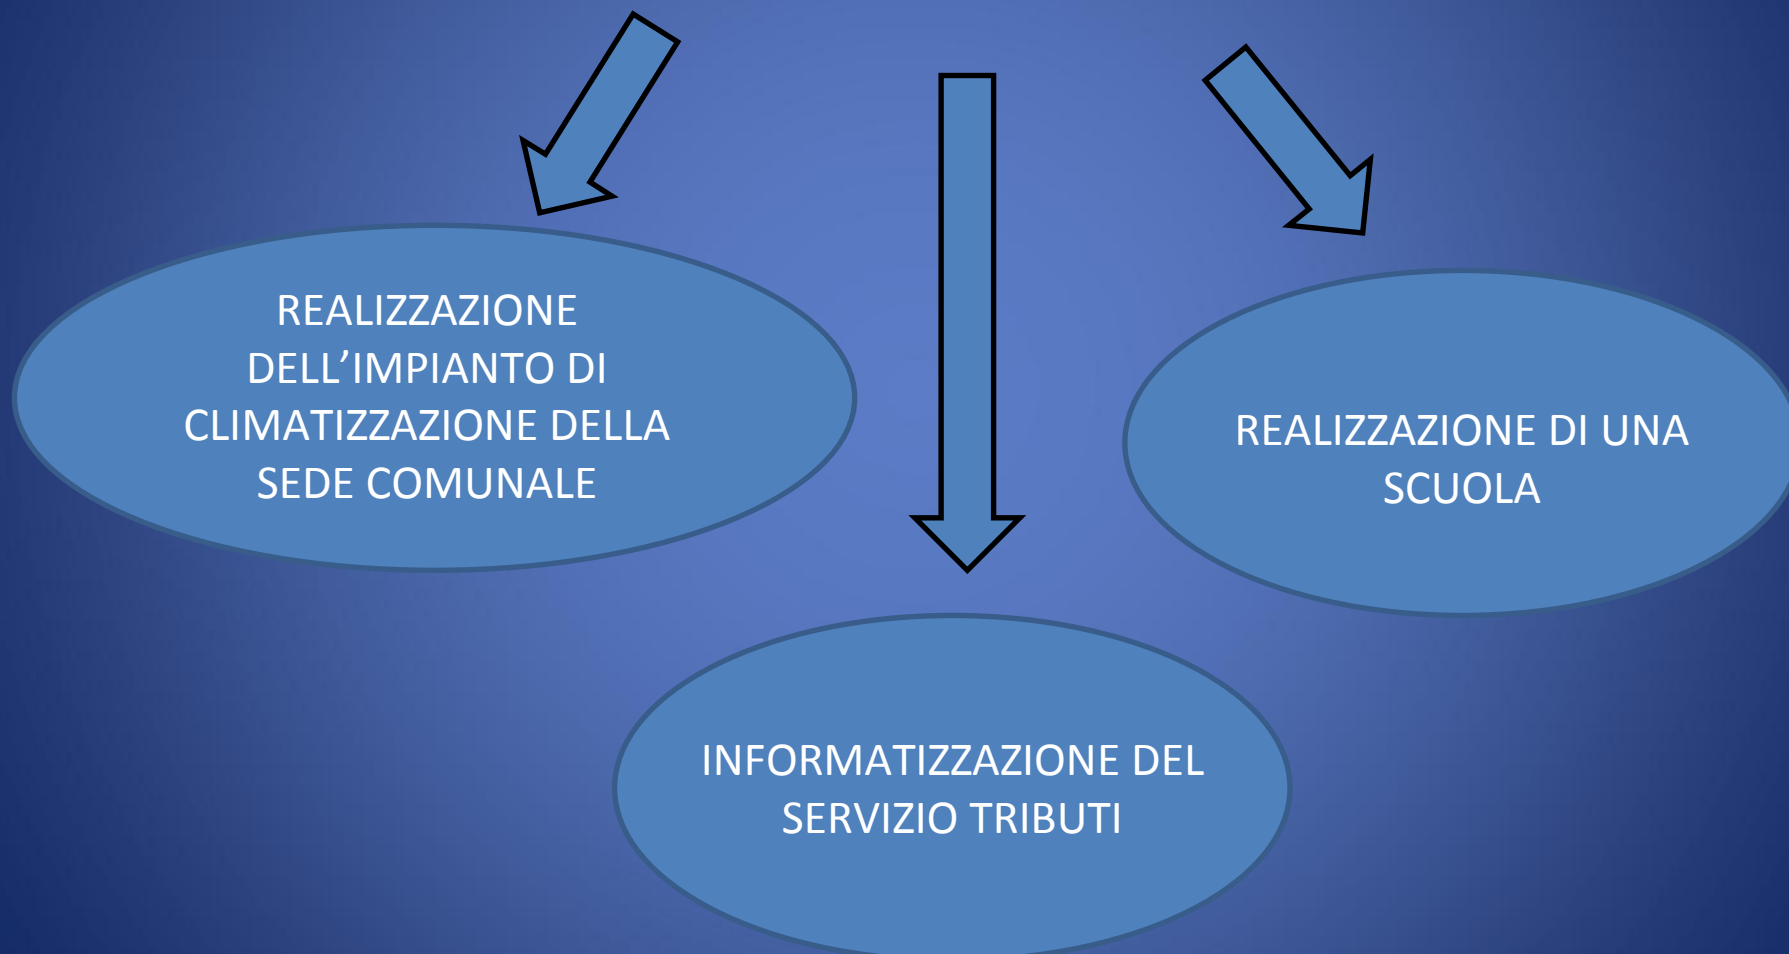 REALIZZAZIONE
DELL’IMPIANTO DI
CLIMATIZZAZIONE DELLA
SEDE COMUNALE
REALIZZAZIONE DI UNA
SCUOLA
INFORMATIZZAZIONE DEL
SERVIZIO TRIBUTI